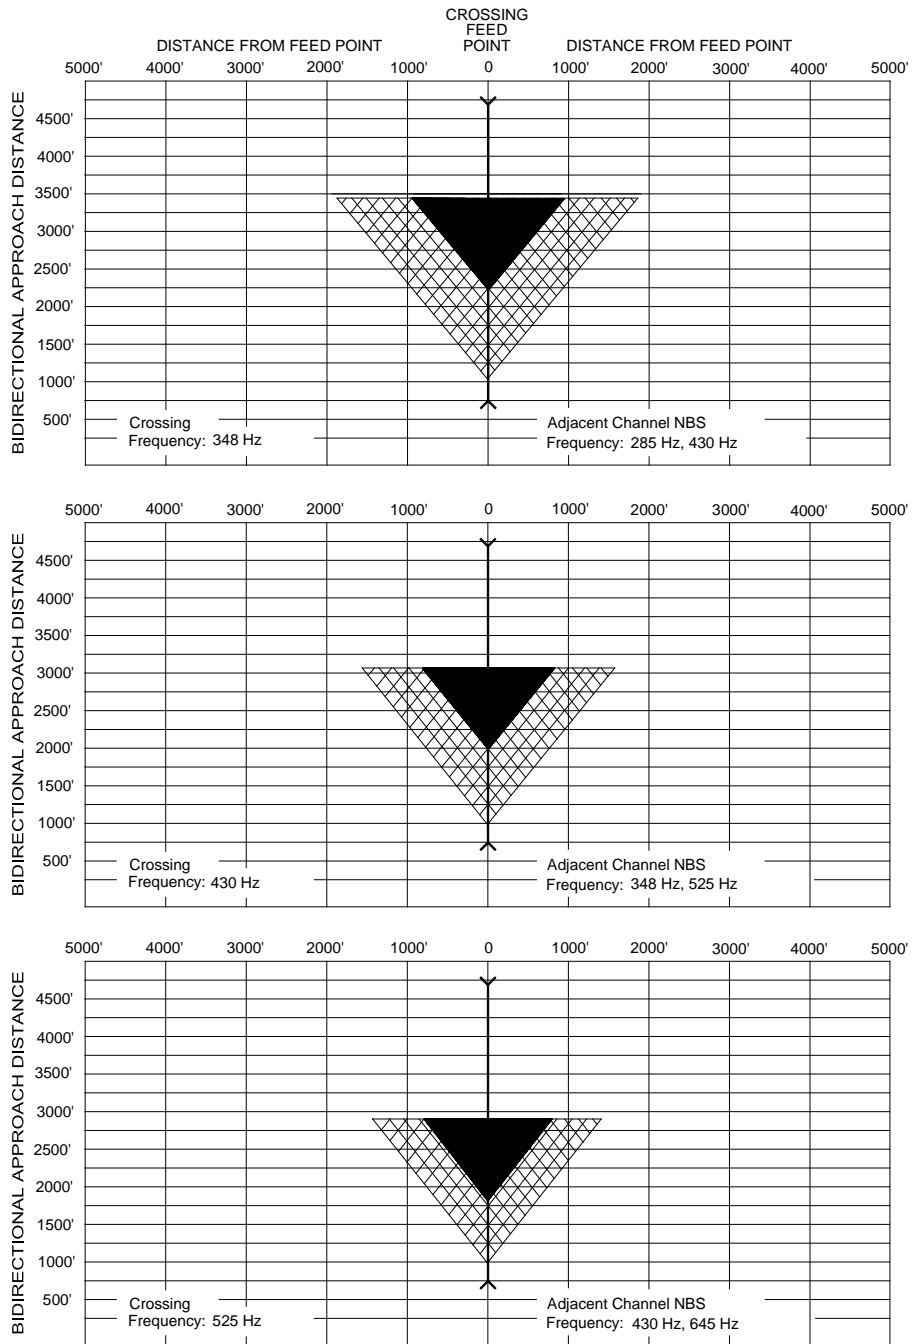 CROSSING
FEED
POINT
DISTANCE FROM FEED POINT
DISTANCE FROM FEED POINT
5000' 4000' 3000' 2000' 1000' 0 1000' 2000' 3000' 4000' 5000'
BIDIRECTIONAL APPROACH DISTANCE
4500'
4000'
3500'
3000'
2500'
2000'
1500'
1000'
500'
Crossing
Frequency: 348 Hz
Adjacent Channel NBS
Frequency: 285 Hz, 430 Hz
5000' 4000' 3000' 2000' 1000' 0 1000' 2000' 3000' 4000' 5000'
BIDIRECTIONAL APPROACH DISTANCE
4500'
4000'
3500'
3000'
2500'
2000'
1500'
1000'
500'
Crossing
Frequency: 430 Hz
Adjacent Channel NBS
Frequency: 348 Hz, 525 Hz
5000' 4000' 3000' 2000' 1000' 0 1000' 2000' 3000' 4000' 5000'
BIDIRECTIONAL APPROACH DISTANCE
4500'
4000'
3500'
3000'
2500'
2000'
1500'
1000'
500'
Crossing
Frequency: 525 Hz
Adjacent Channel NBS
Frequency: 430 Hz, 645 Hz